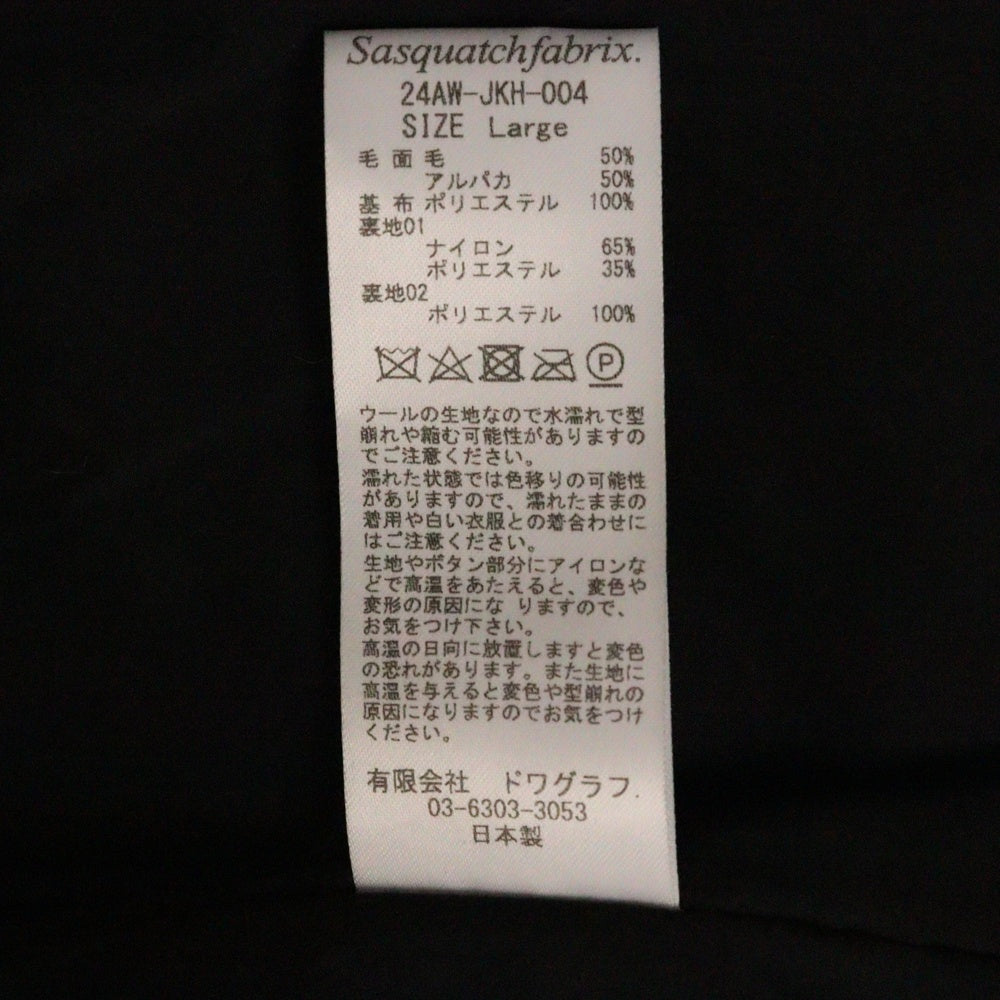 Sasquatchfabrix.
24AW-JKH-004
SIZE Large
毛 面 毛 50%
アルパカ 50%
基 布 ポリエステル 100%
裏地01
ナイロン 65%
ポリエステル 35%
裏地02
ポリエステル 100%
P
ウールの生地なので水濡れで型
崩れや縮む可能性がありますの
でご注意ください。
濡れた状態では色移りの可能性
がありますので、濡れたままの
着用や白い衣服との着合わせに
はご注意ください。
生地やボタン部分にアイロンな
どで高温をあたえると、変色や
変形の原因にな りますので、
お気をつけ下さい。
高温の日向に放置しますと変色
の恐れがあります。また生地に
高温を与えると変色や型崩れの
原因になりますのでお気をつけ
ください。
有限会社 ドワグラフ
03-6303-3053
日本製